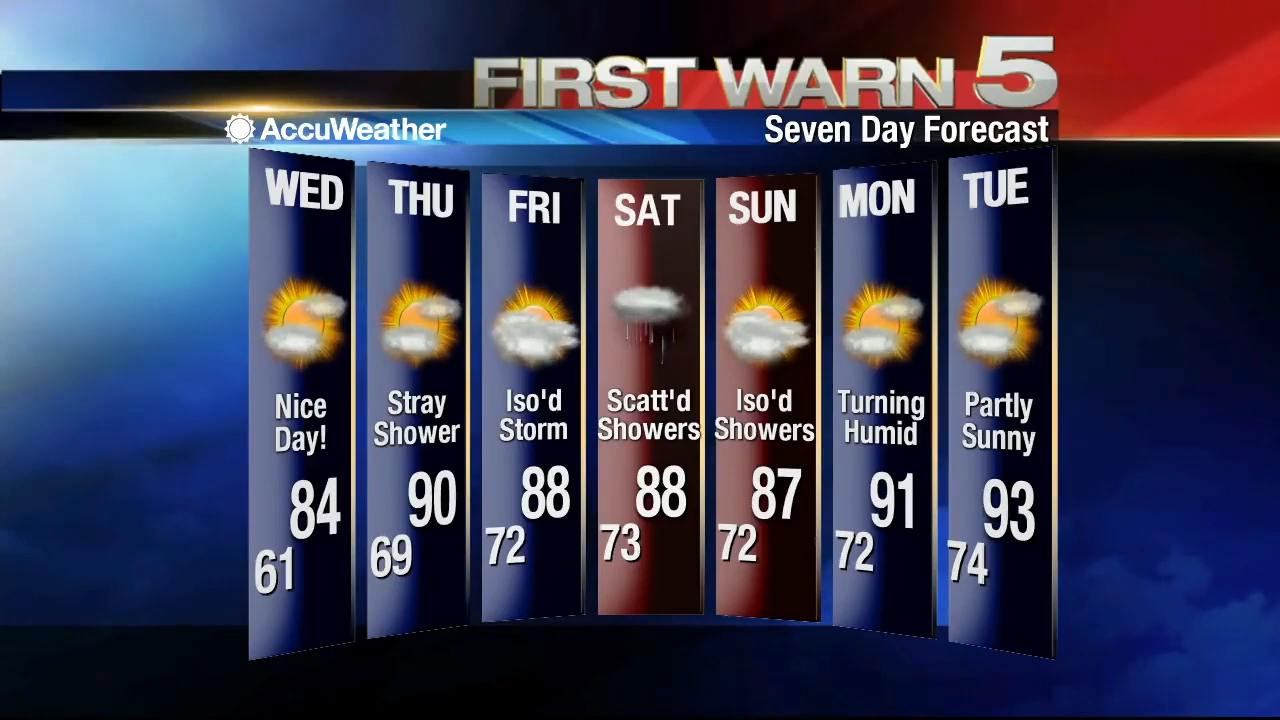 FIRST WARN 5
AccuWeather
Seven Day Forecast
WED
Nice
Day!
84
61
THU
Stray
Shower
90
69
FRI
Iso'd
Storm
88
72
SAT
Scatt'd
Showers
88
73
SUN
Iso'd
Showers
87
72
MON
Turning
Humid
91
72
TUE
Partly
Sunny
93
74